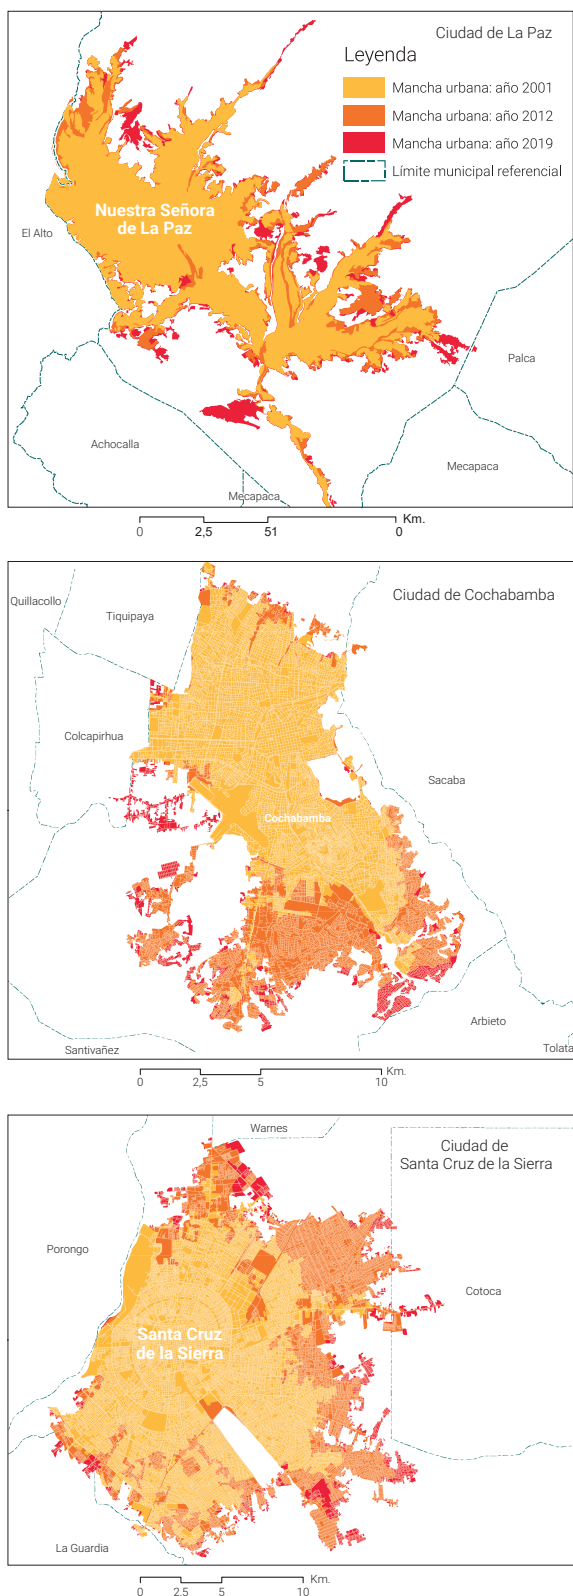 Ciudad de La Paz
Leyenda
Mancha urbana: año 2001
Mancha urbana: año 2012
Mancha urbana: año 2019
Límite municipal referencial
Nuestra Señora
de La Paz
El Alto
Palca
Achocalla
Mecapaca
Mecapaca
Km.
0 2,5 51 0
Ciudad de Cochabamba
Quillacollo
Tiquipaya
Colcapirhua
Sacaba
Cochabamba
Arbieto
Santivañez
Tolata
Km.
0 2,5 5 10
Warnes
Ciudad de
Santa Cruz de la Sierra
Porongo
Cotoca
Santa Cruz
de la Sierra
La Guardia
Km.
0 2,5 5 10